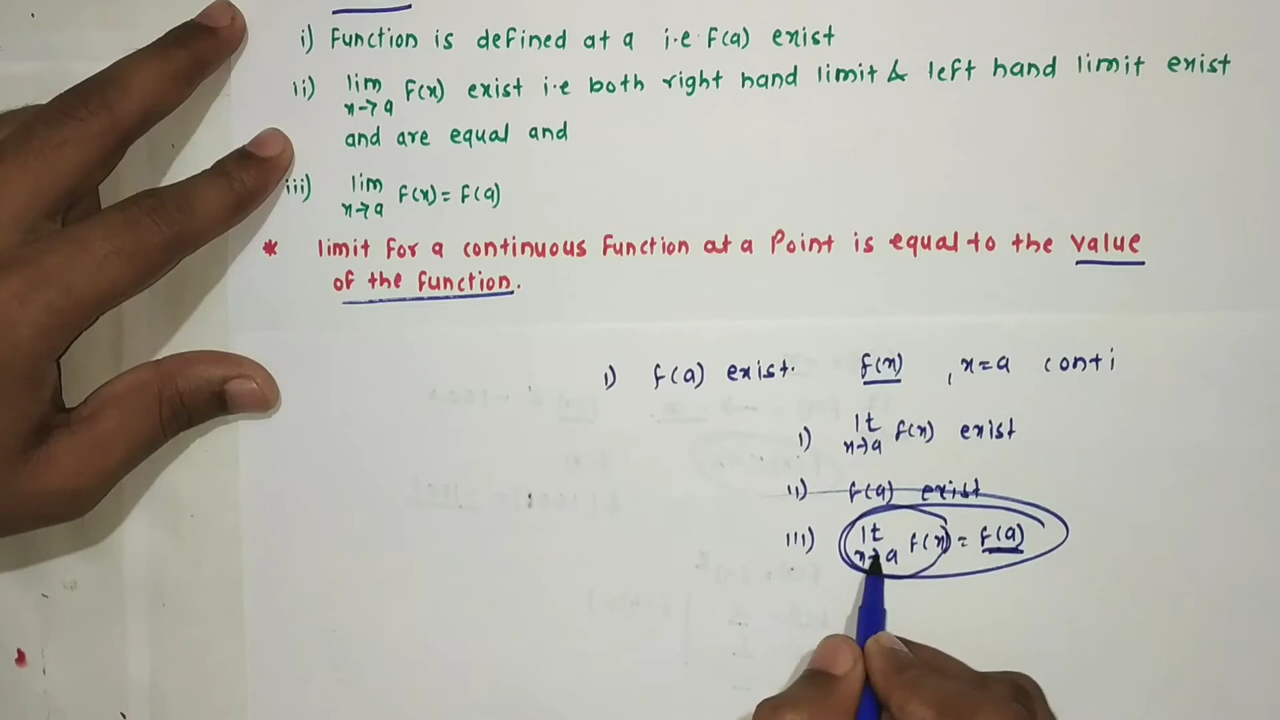 i) Function is defined at a i.e F(a) exist
ii) lim x→a F(x) exist i.e both right hand limit & left hand limit exist
and are equal and
iii) lim x→a F(x) = F(a)
* limit for a continuous Function at a Point is equal to the value
of the function.
1) f(a) exist. f(x) , x=a conti
1) lt x→a f(x) exist
11) f(a) exist
111) lt x→a f(x) = f(a)